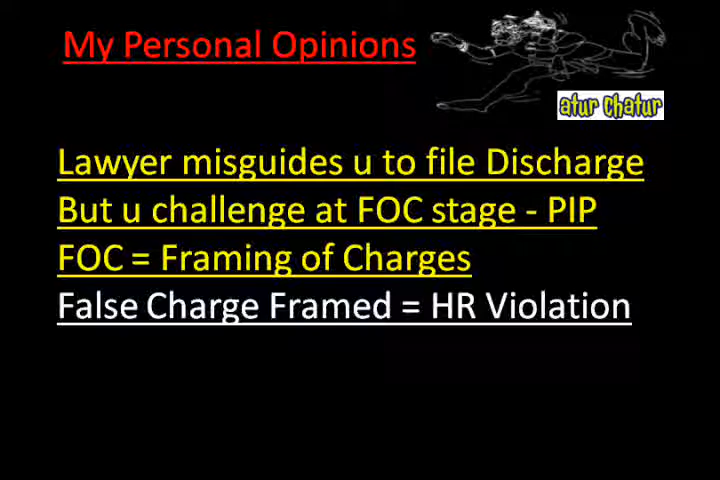 My Personal Opinions
atur chatur
Lawyer misguides u to file Discharge
But u challenge at FOC stage - PIP
FOC = Framing of Charges
False Charge Framed = HR Violation